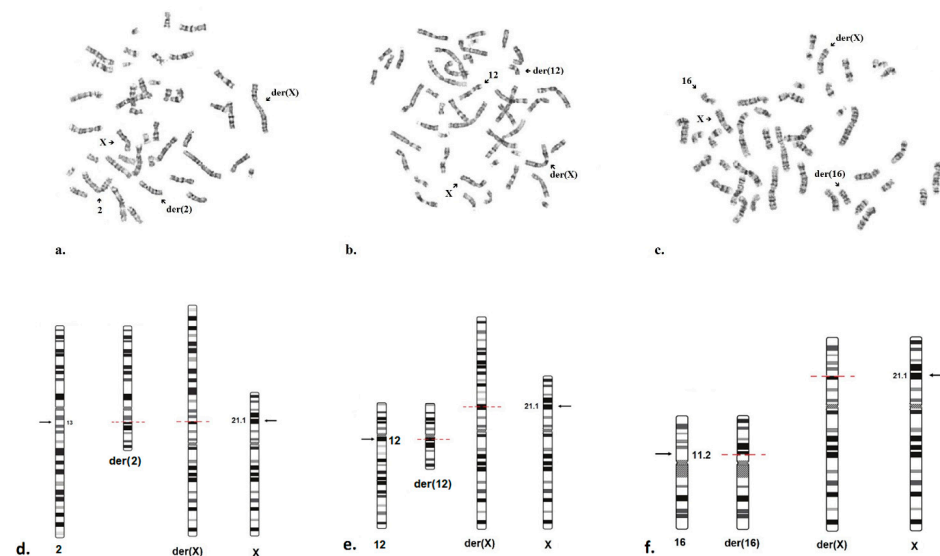 der(X)
X
2
der(2)
a.
12
der(12)
der(X)
X
b.
der(X)
16
X
der(16)
c.
13
21.1
der(2)
d.
2
der(X)
X
12
21.1
der(12)
e.
12
der(X)
X
11.2
21.1
f.
16
der(16)
der(X)
X